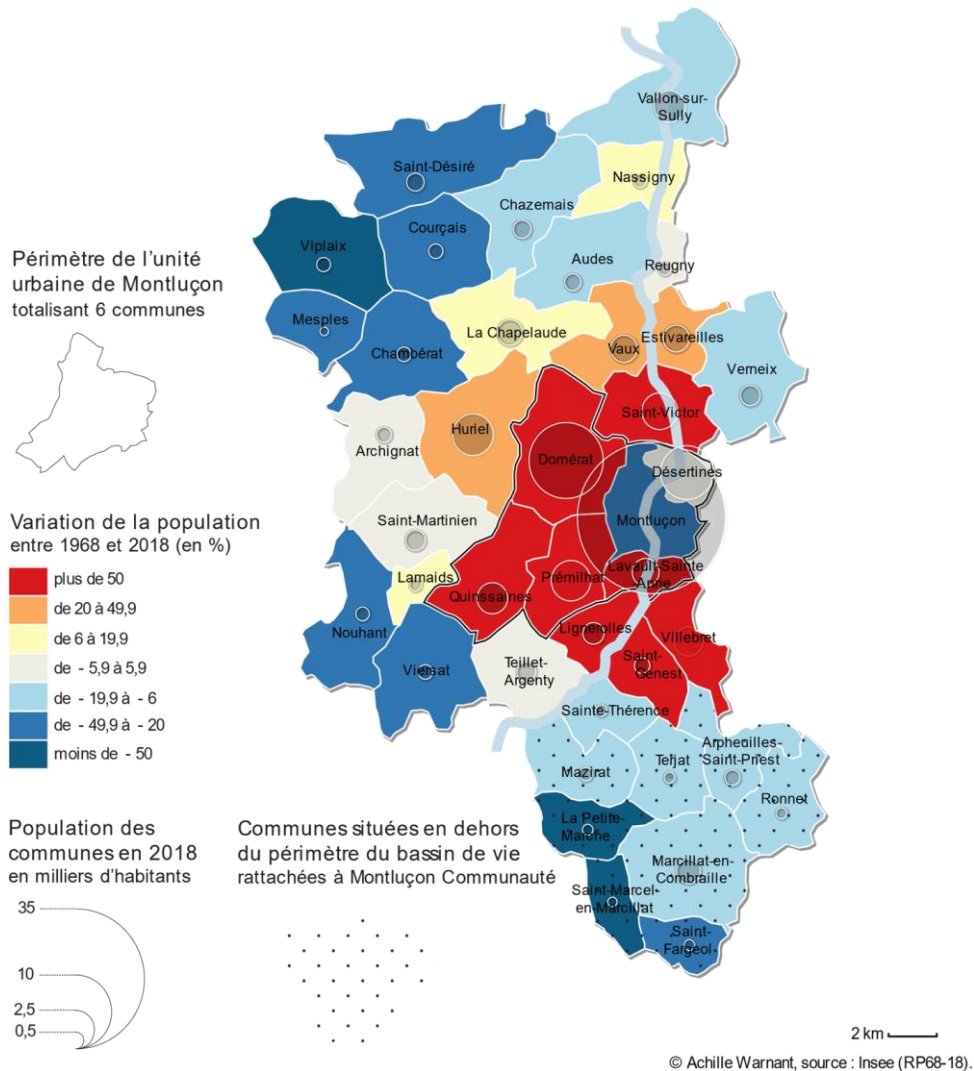 Vallon-sur-
Sully
Saint-Désiré
Nassigny
Chazemais
Courçais
Viplaix
Audes
Reugny
Périmètre de l'unité
urbaine de Montluçon
totalisant 6 communes
Mesples
La Chapelaude
Chambérat
Vaux
Estivareilles
Verneix
Saint-Victor
Huriel
Archignat
Domérat
Désertines
Saint-Martinien
Montluçon
Variation de la population
entre 1968 et 2018 (en %)
plus de 50
de 20 à 49,9
de 6 à 19,9
de - 5,9 à 5,9
de - 19,9 à - 6
de - 49,9 à - 20
moins de - 50
Lamaids
Quinssaines
Prémilhat
Lavault-Sainte
Anne
Nouhant
Viersat
Teillet-
Argenty
Lignerolles
Villebret
Saint-
Genest
Sainte-Thérence
Mazirat
Terjat
Arpheuilles-
Saint-Priest
Ronnet
La Petite-
Marche
Marcillat-en-
Combraille
Saint-Marcel-
en-Marcillat
Saint-
Fargeol
Population des
communes en 2018
en milliers d'habitants
35
10
2,5
0,5
Communes situées en dehors
du périmètre du bassin de vie
rattachées à Montluçon Communauté
2 km
© Achille Warnant, source : Insee (RP68-18).